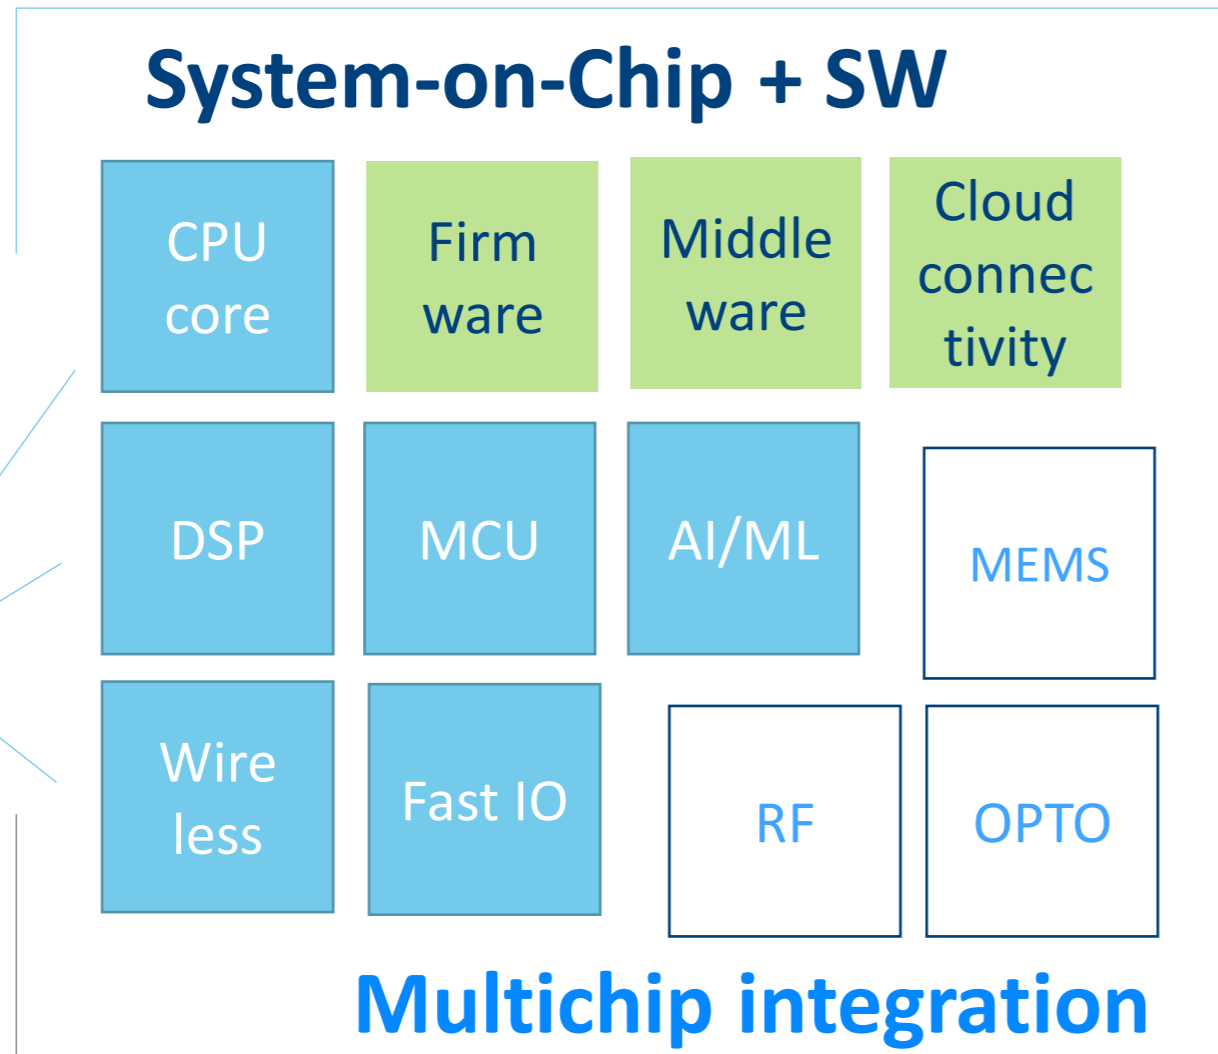 System-on-Chip + SW
CPU
core
Firm
ware
Middle
ware
Cloud
connec
tivity
DSP
MCU
AI/ML
MEMS
Wire
less
Fast IO
RF
OPTO
Multichip integration